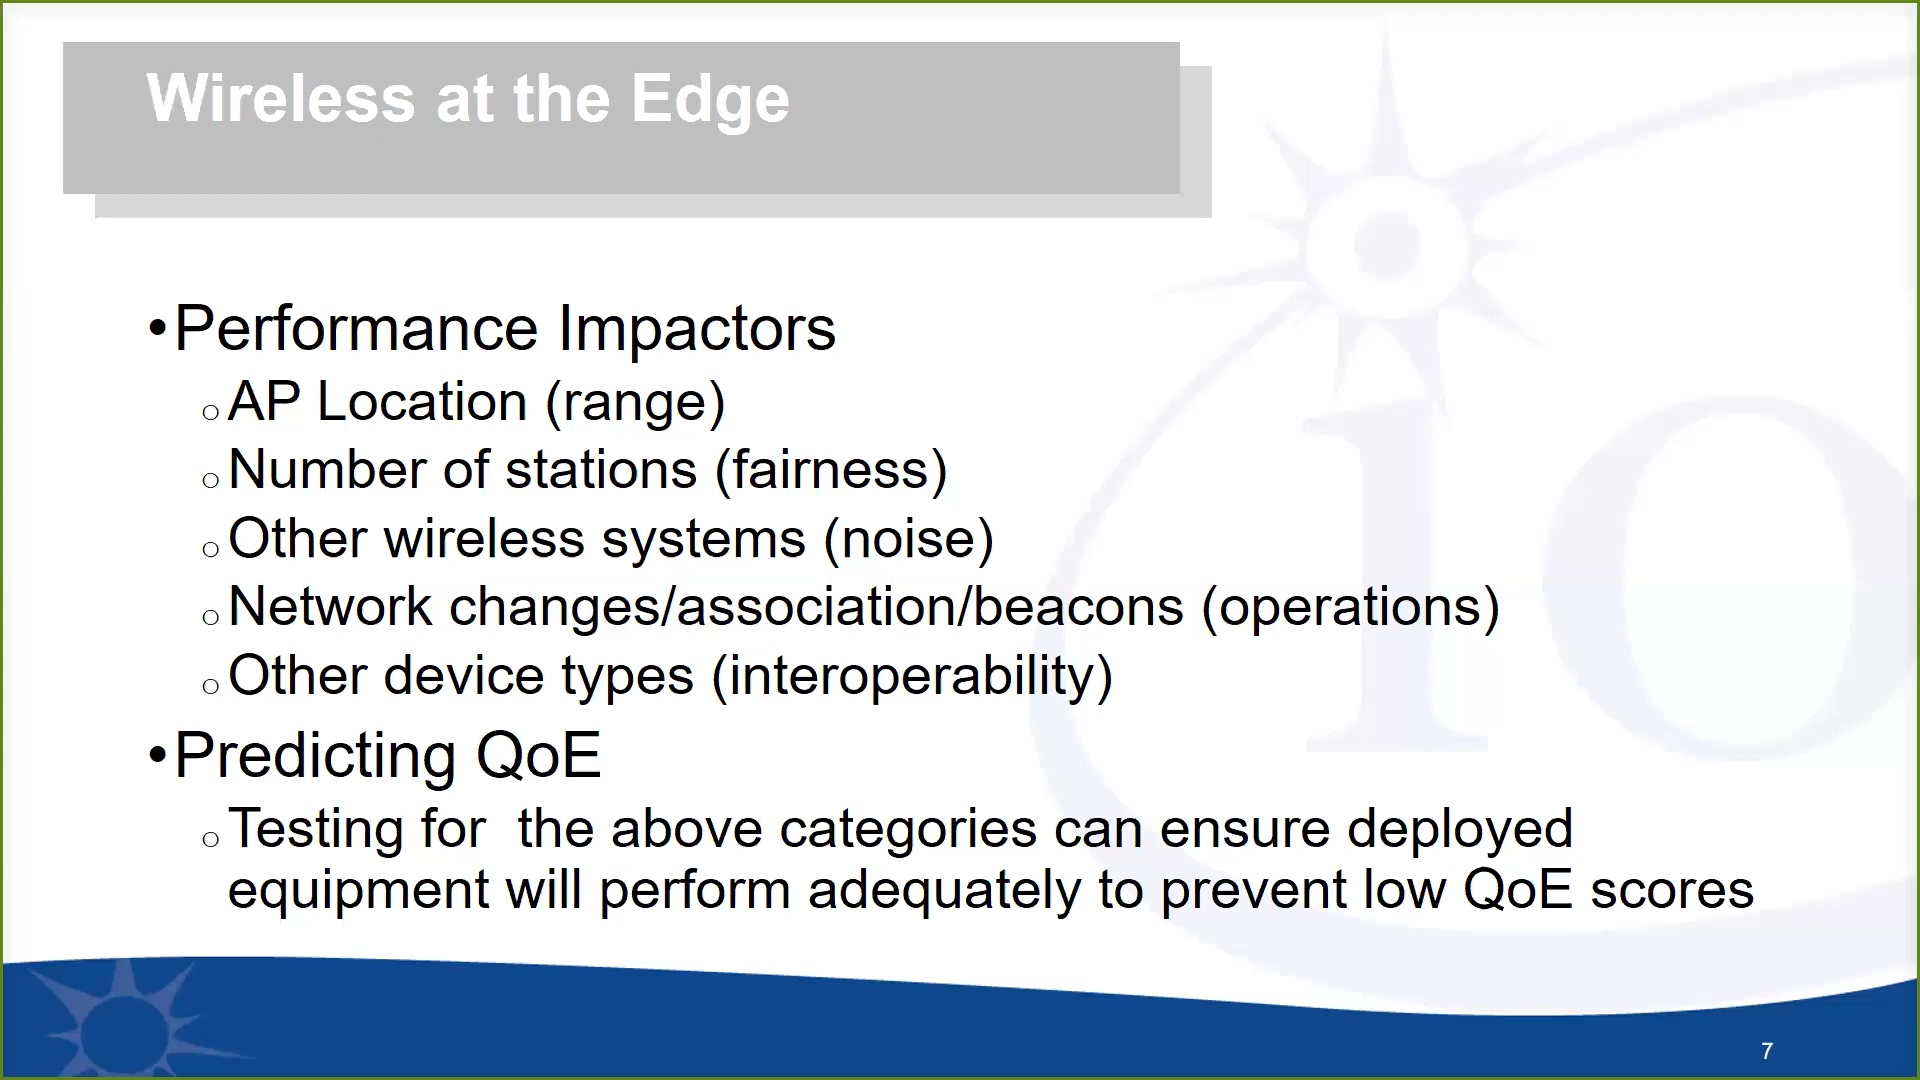 Wireless at the Edge
•Performance Impactors
○AP Location (range)
○Number of stations (fairness)
○Other wireless systems (noise)
○Network changes/association/beacons (operations)
○Other device types (interoperability)
•Predicting QoE
○Testing for  the above categories can ensure deployed
equipment will perform adequately to prevent low QoE scores
io
7